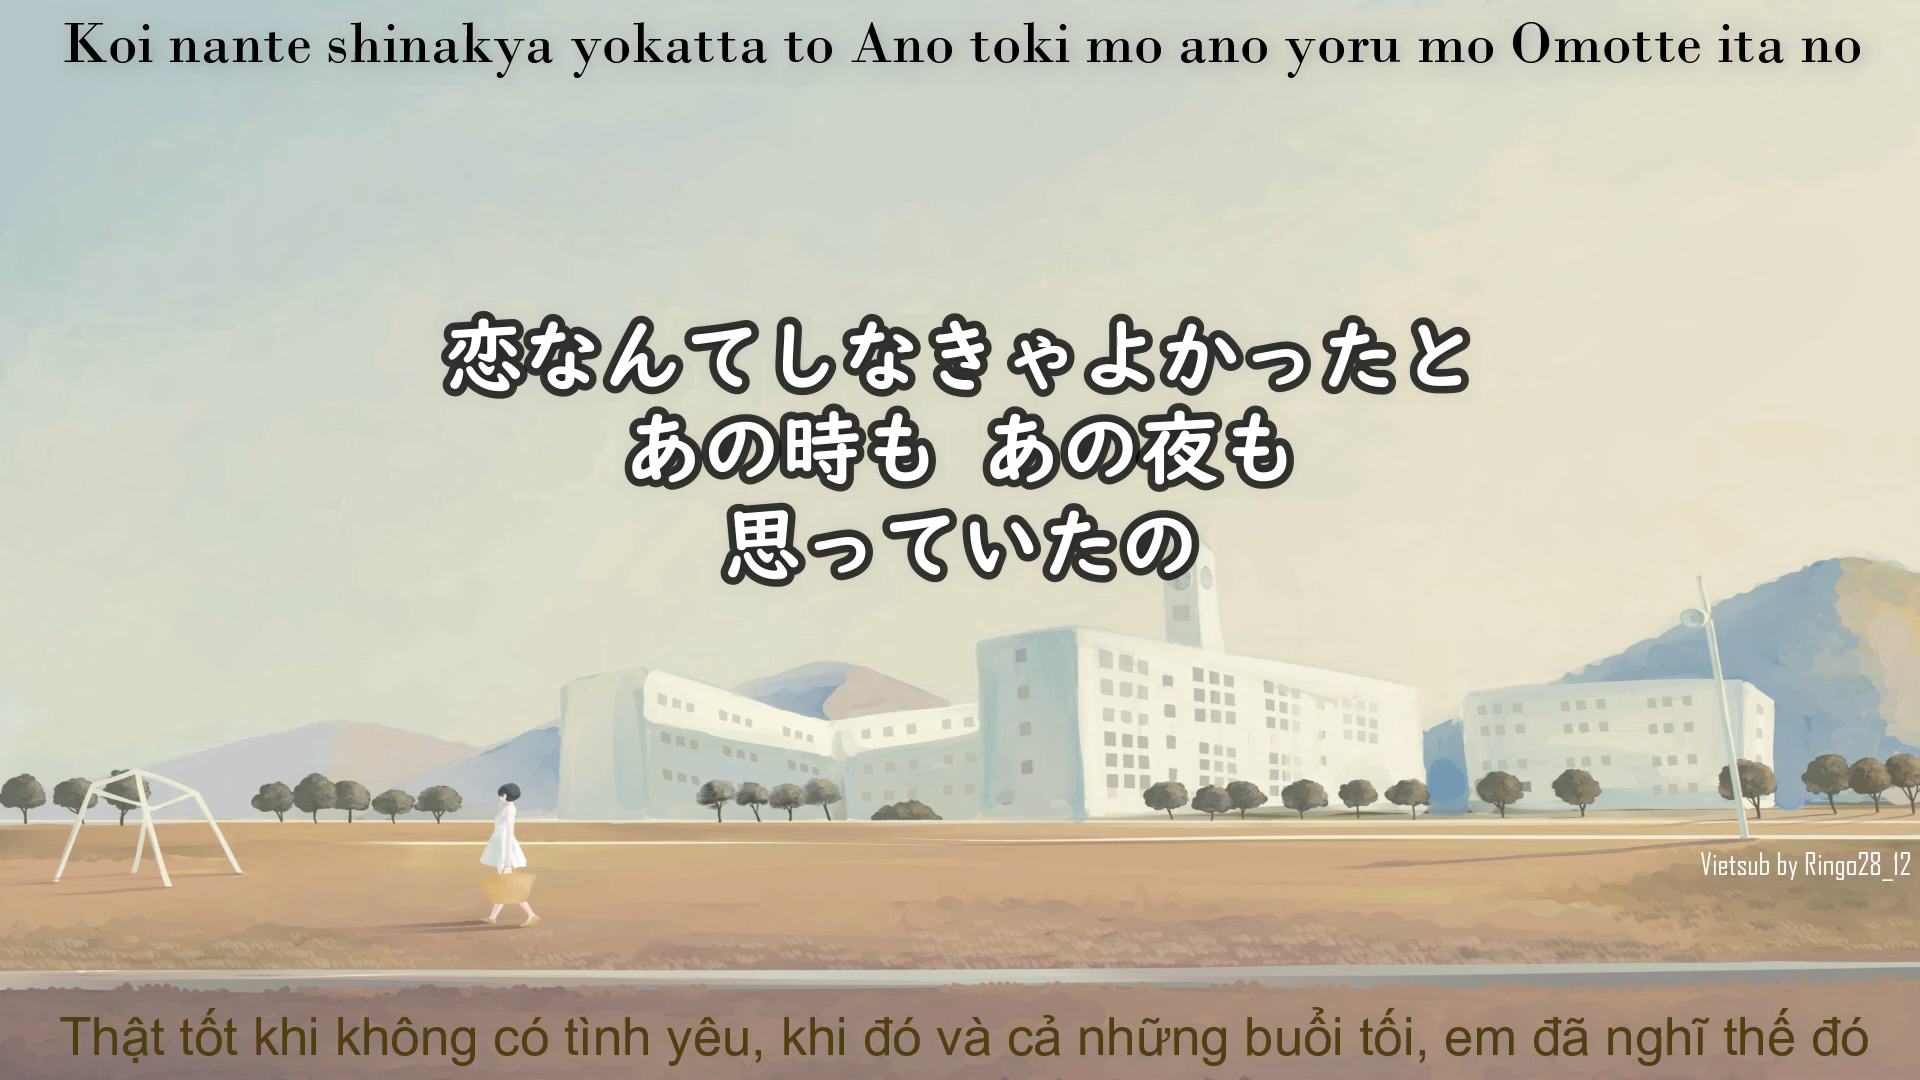 Koi nante shinakya yokatta to Ano toki mo ano yoru mo Omotte ita no
恋なんてしなきゃよかったと
あの時も あの夜も
思っていたの
Vietsub by Ringo28_12
Thật tốt khi không có tình yêu, khi đó và cả những buổi tối, em đã nghĩ thế đó